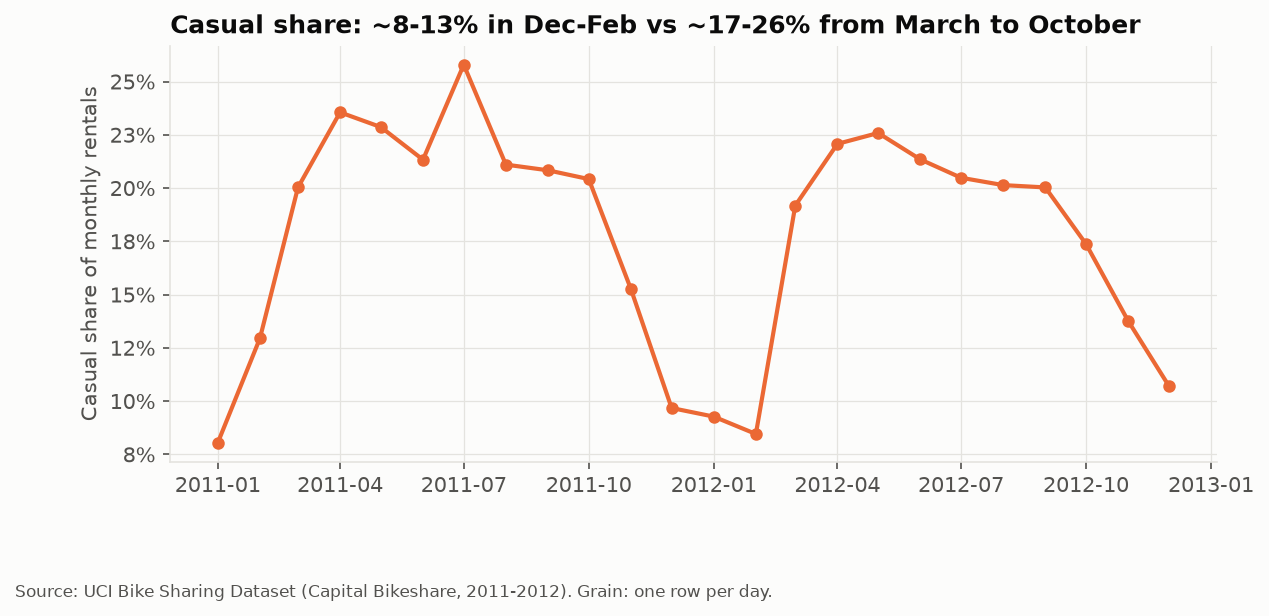 Casual share: ~8-13% in Dec-Feb vs ~17-26% from March to October
Casual share of monthly rentals
25%
23%
20%
18%
15%
12%
10%
8%
2011-01 2011-04 2011-07 2011-10 2012-01 2012-04 2012-07 2012-10 2013-01
Source: UCI Bike Sharing Dataset (Capital Bikeshare, 2011-2012). Grain: one row per day.